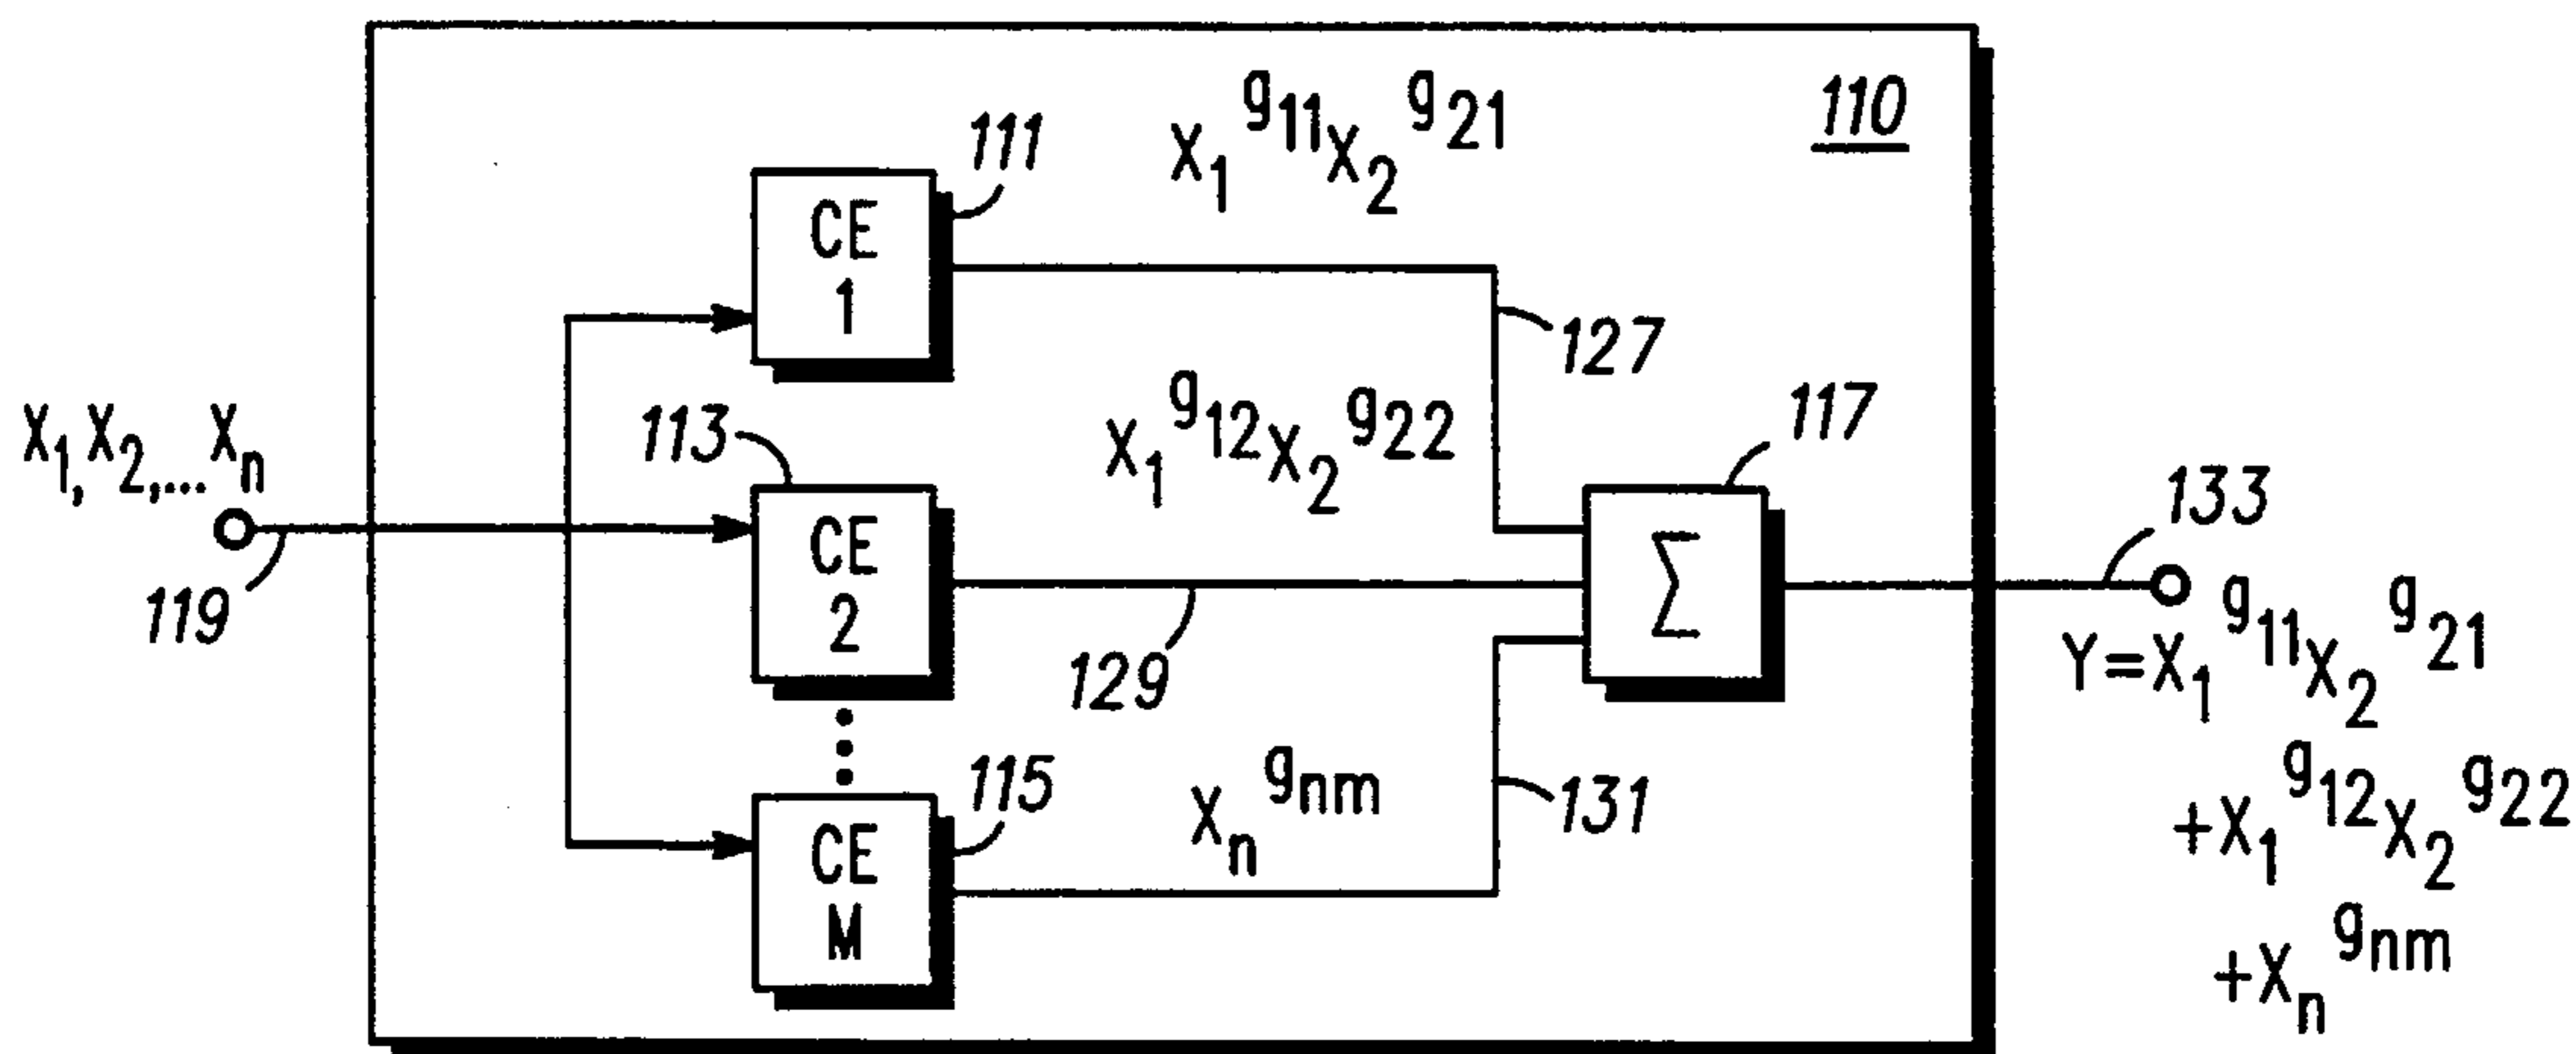 110
111
X₁^g₁₁ X₂^g₂₁
CE
1
127
X₁, X₂, ... Xₙ
119
113
X₁^g₁₂ X₂^g₂₂
CE
2
129
117
Σ
133
Y=X₁^g₁₁ X₂^g₂₁
+X₁^g₁₂ X₂^g₂₂
+Xₙ^gₙₘ
115
Xₙ^gₙₘ
CE
M
131